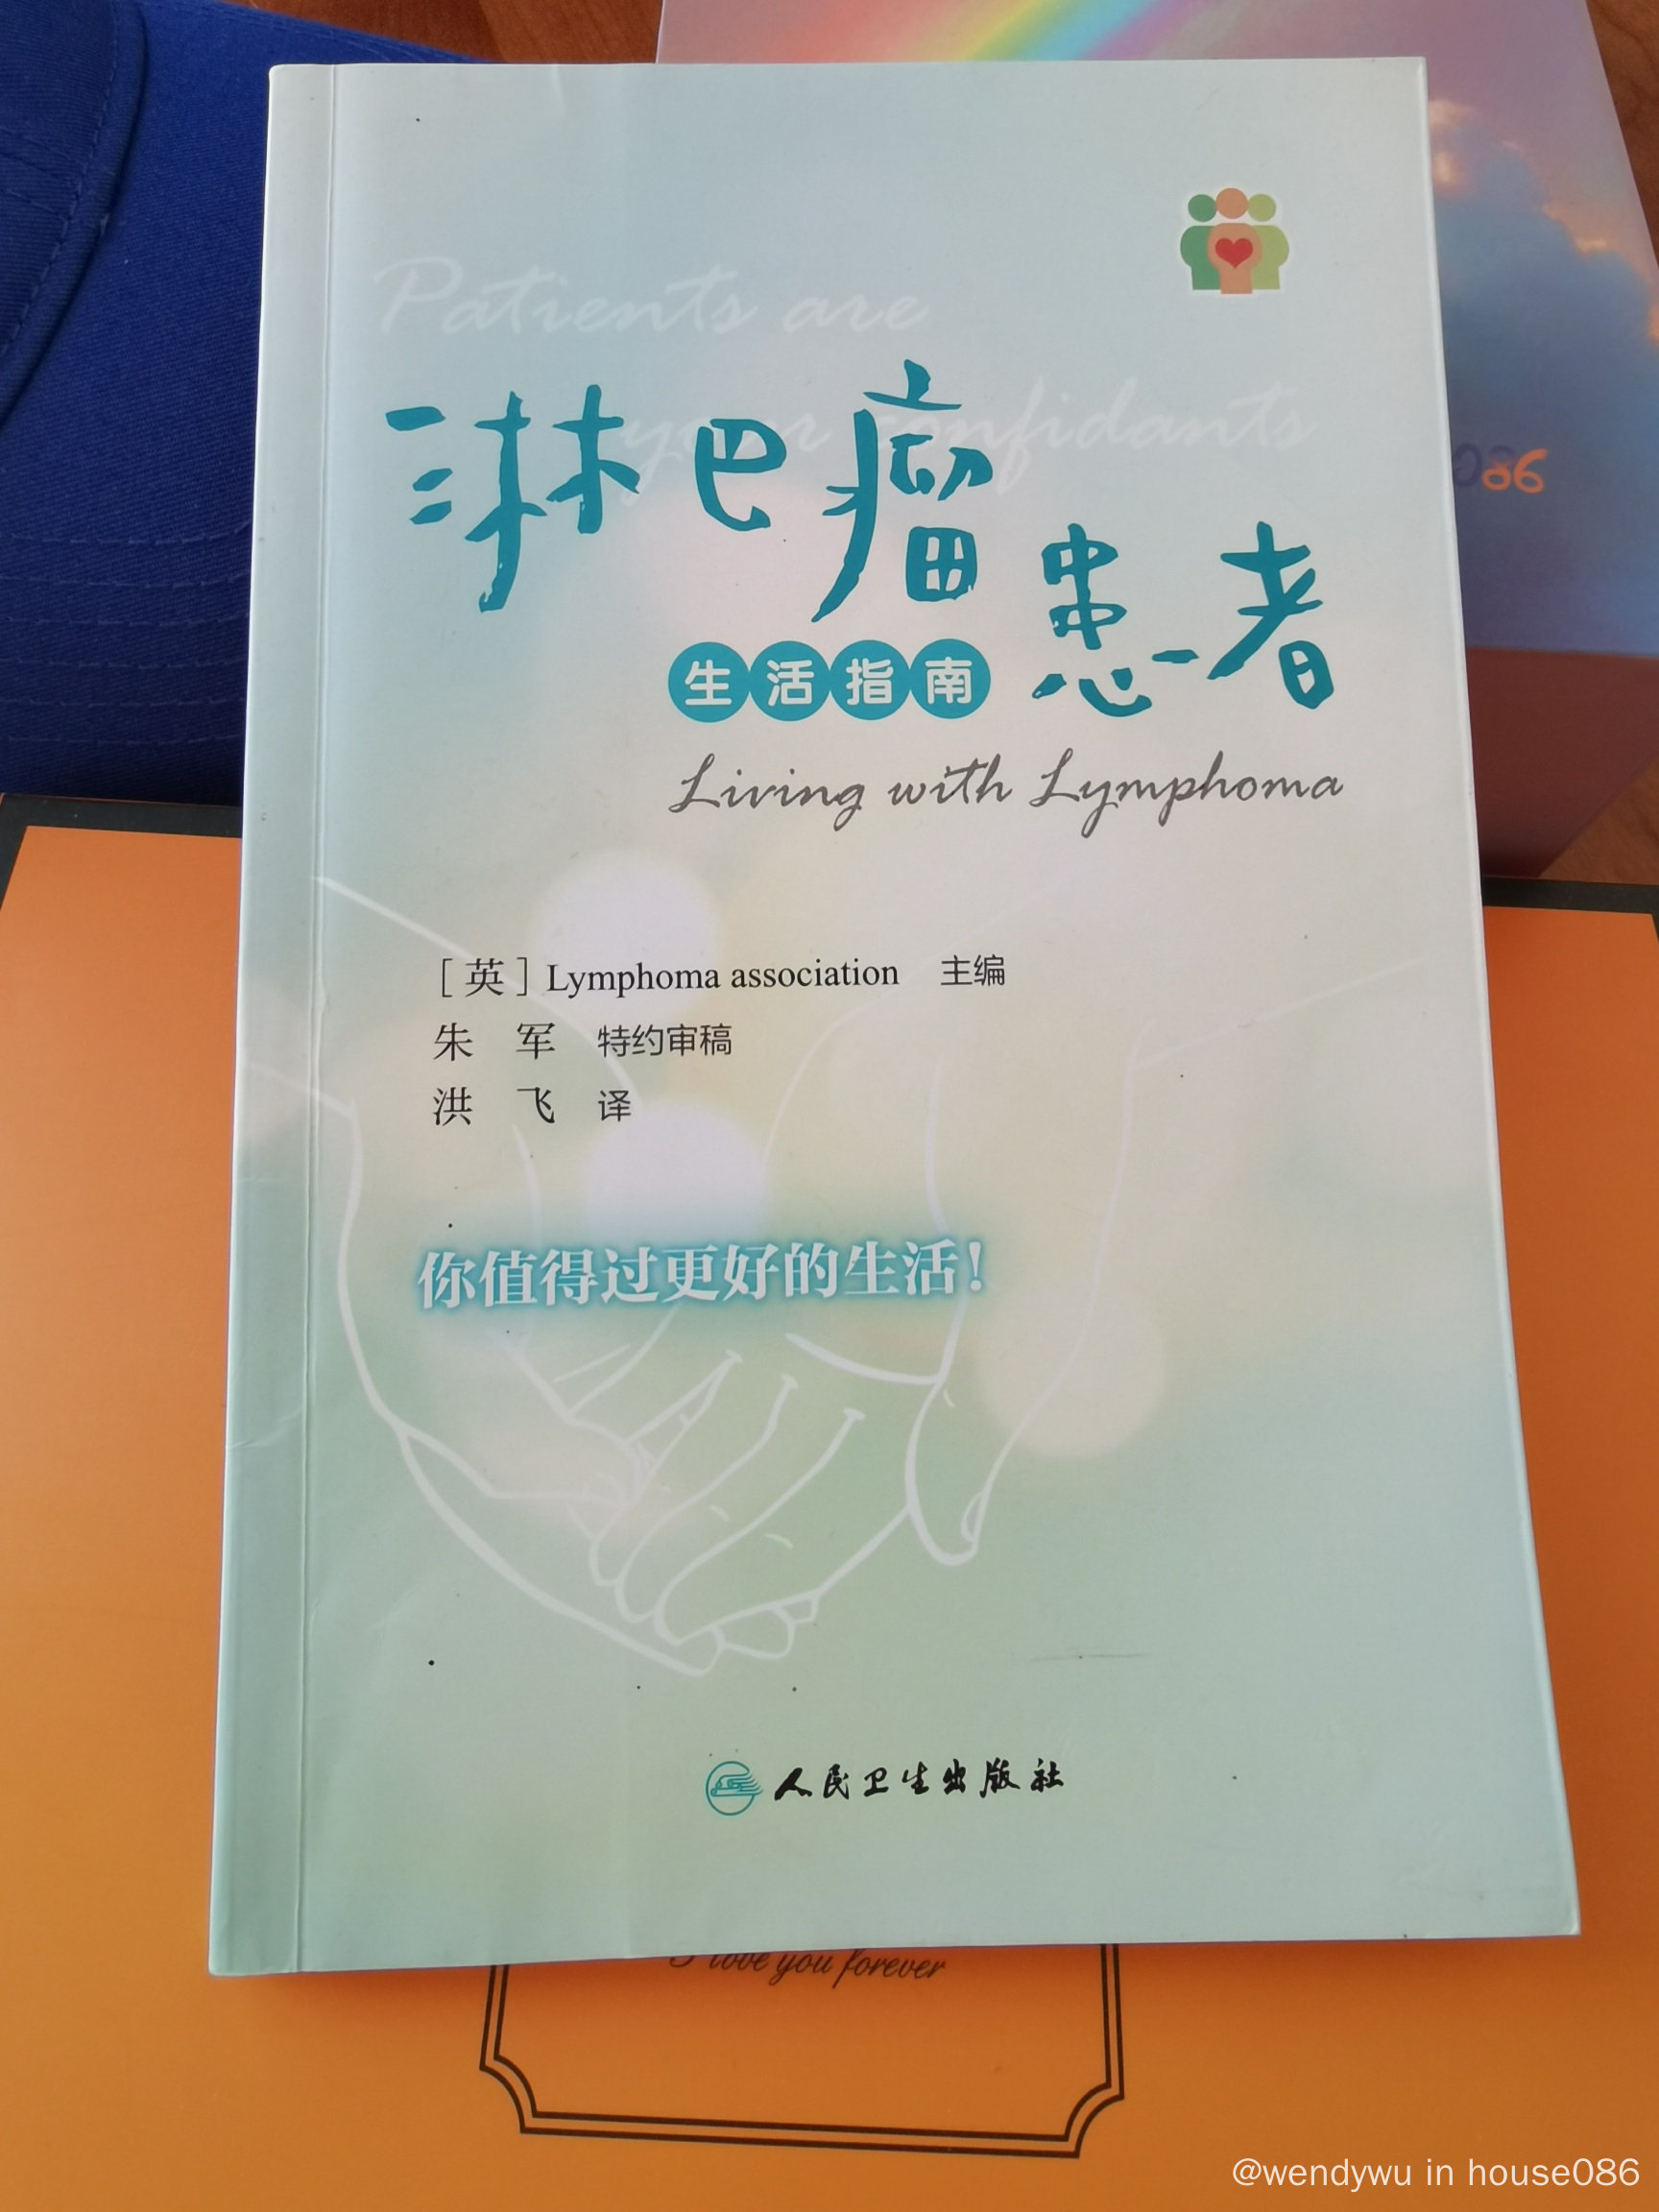 Patients are
your confidants
淋巴瘤
患者
生活指南
Living with Lymphoma
086
[英]Lymphoma association 主编
朱 军 特约审稿
洪 飞 译
你值得过更好的生活!
人民卫生出版社
I love you forever
@wendywu in house086